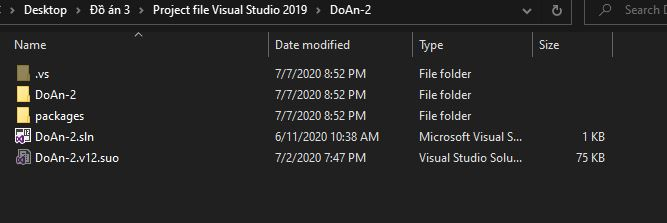 Desktop > Đồ án 3 > Project file Visual Studio 2019 > DoAn-2
Name Date modified Type Size
.vs 7/7/2020 8:52 PM File folder
DoAn-2 7/7/2020 8:52 PM File folder
packages 7/7/2020 8:52 PM File folder
DoAn-2.sln 6/11/2020 10:38 AM Microsoft Visual S... 1 KB
DoAn-2.v12.suo 7/2/2020 7:47 PM Visual Studio Solu... 75 KB